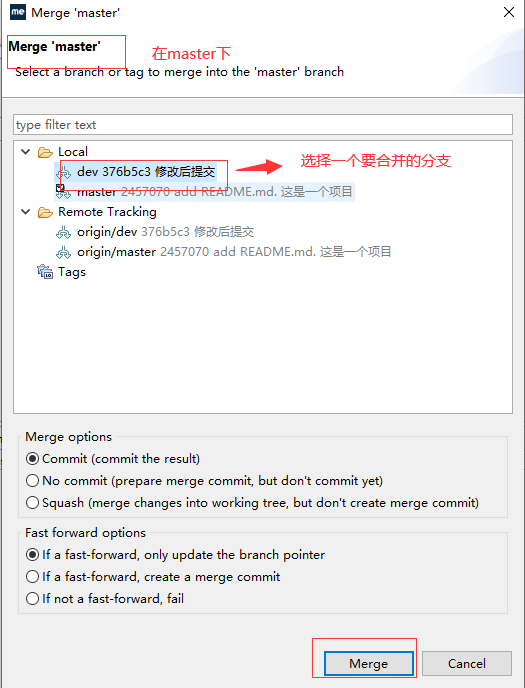 me Merge 'master'
Merge 'master'
在master下
Select a branch or tag to merge into the 'master' branch
type filter text
Local
dev 376b5c3 修改后提交
选择一个要合并的分支
master 2457070 add README.md. 这是一个项目
Remote Tracking
origin/dev 376b5c3 修改后提交
origin/master 2457070 add README.md. 这是一个项目
Tags
Merge options
Commit (commit the result)
No commit (prepare merge commit, but don't commit yet)
Squash (merge changes into working tree, but don't create merge commit)
Fast forward options
If a fast-forward, only update the branch pointer
If a fast-forward, create a merge commit
If not a fast-forward, fail
Merge
Cancel